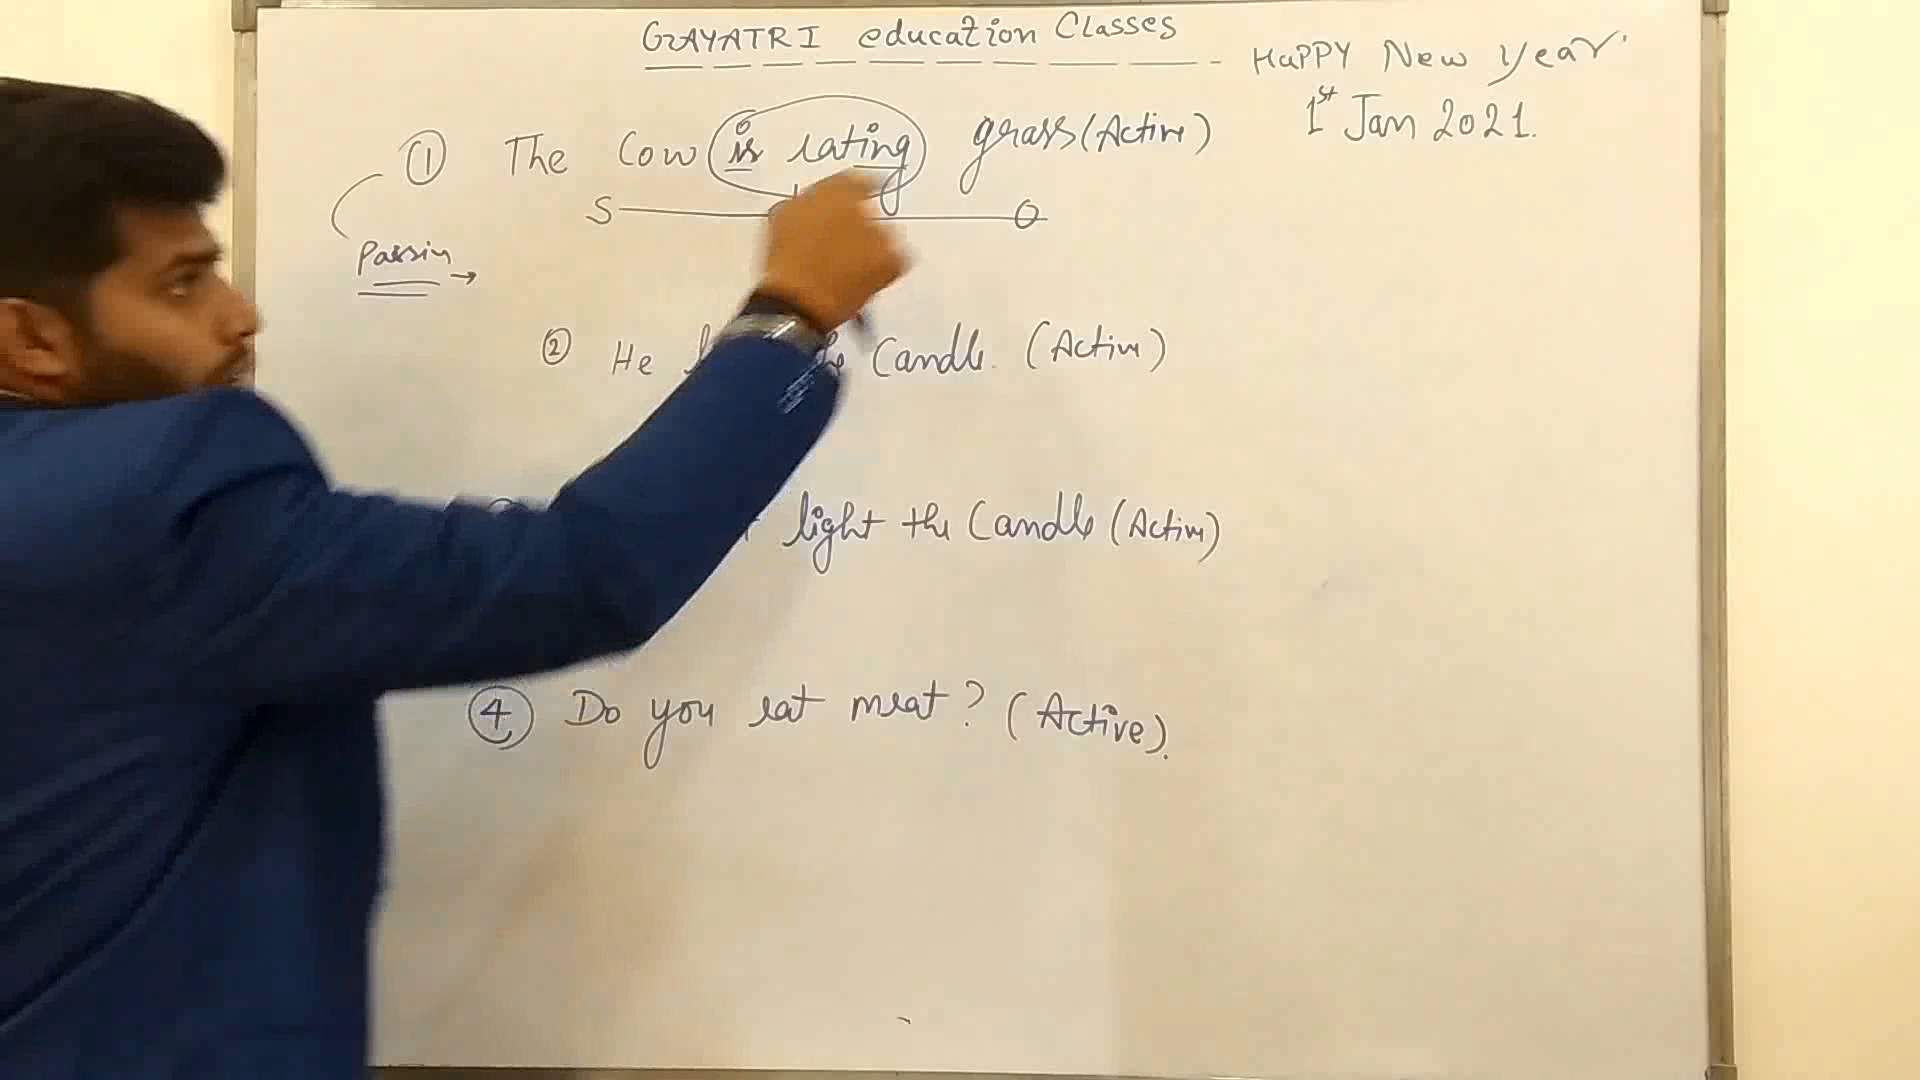 GAYATRI education Classes
HaPPY New Year
1st Jan 2021.
① The Cow is eating grass (Active)
S O
Passive →
② He Candle. (Active)
light the Candle (Active)
④ Do you eat meat? (Active).